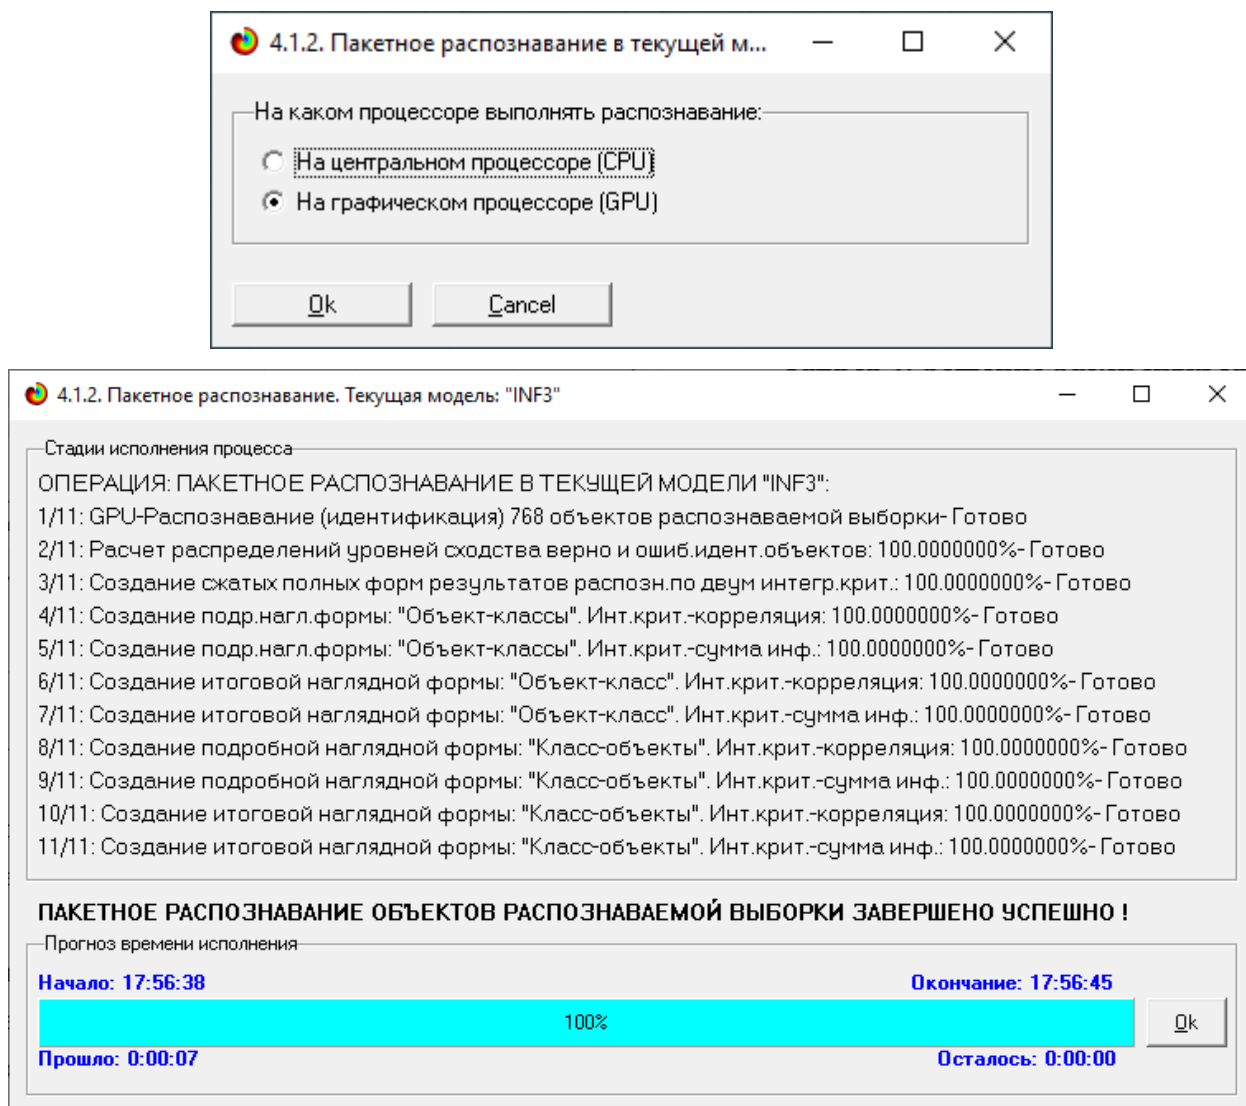 4.1.2. Пакетное распознавание в текущей м...
На каком процессоре выполнять распознавание:
На центральном процессоре (CPU)
На графическом процессоре (GPU)
Ok Cancel
4.1.2. Пакетное распознавание. Текущая модель: "INF3"
Стадии исполнения процесса
ОПЕРАЦИЯ: ПАКЕТНОЕ РАСПОЗНАВАНИЕ В ТЕКУЩЕЙ МОДЕЛИ "INF3":
1/11: GPU-Распознавание (идентификация) 768 объектов распознаваемой выборки- Готово
2/11: Расчет распределений уровней сходства верно и ошиб.идент.объектов: 100.0000000%- Готово
3/11: Создание сжатых полных форм результатов распозн.по двум интегр.крит.: 100.0000000%- Готово
4/11: Создание подр.нагл.формы: "Объект-классы". Инт.крит.-корреляция: 100.0000000%- Готово
5/11: Создание подр.нагл.формы: "Объект-классы". Инт.крит.-сумма инф.: 100.0000000%- Готово
6/11: Создание итоговой наглядной формы: "Объект-класс". Инт.крит.-корреляция: 100.0000000%- Готово
7/11: Создание итоговой наглядной формы: "Объект-класс". Инт.крит.-сумма инф.: 100.0000000%- Готово
8/11: Создание подробной наглядной формы: "Класс-объекты". Инт.крит.-корреляция: 100.0000000%- Готово
9/11: Создание подробной наглядной формы: "Класс-объекты". Инт.крит.-сумма инф.: 100.0000000%- Готово
10/11: Создание итоговой наглядной формы: "Класс-объекты". Инт.крит.-корреляция: 100.0000000%- Готово
11/11: Создание итоговой наглядной формы: "Класс-объекты". Инт.крит.-сумма инф.: 100.0000000%- Готово
ПАКЕТНОЕ РАСПОЗНАВАНИЕ ОБЪЕКТОВ РАСПОЗНАВАЕМОЙ ВЫБОРКИ ЗАВЕРШЕНО УСПЕШНО !
Прогноз времени исполнения
Начало: 17:56:38 Окончание: 17:56:45
100% Ok
Прошло: 0:00:07 Осталось: 0:00:00